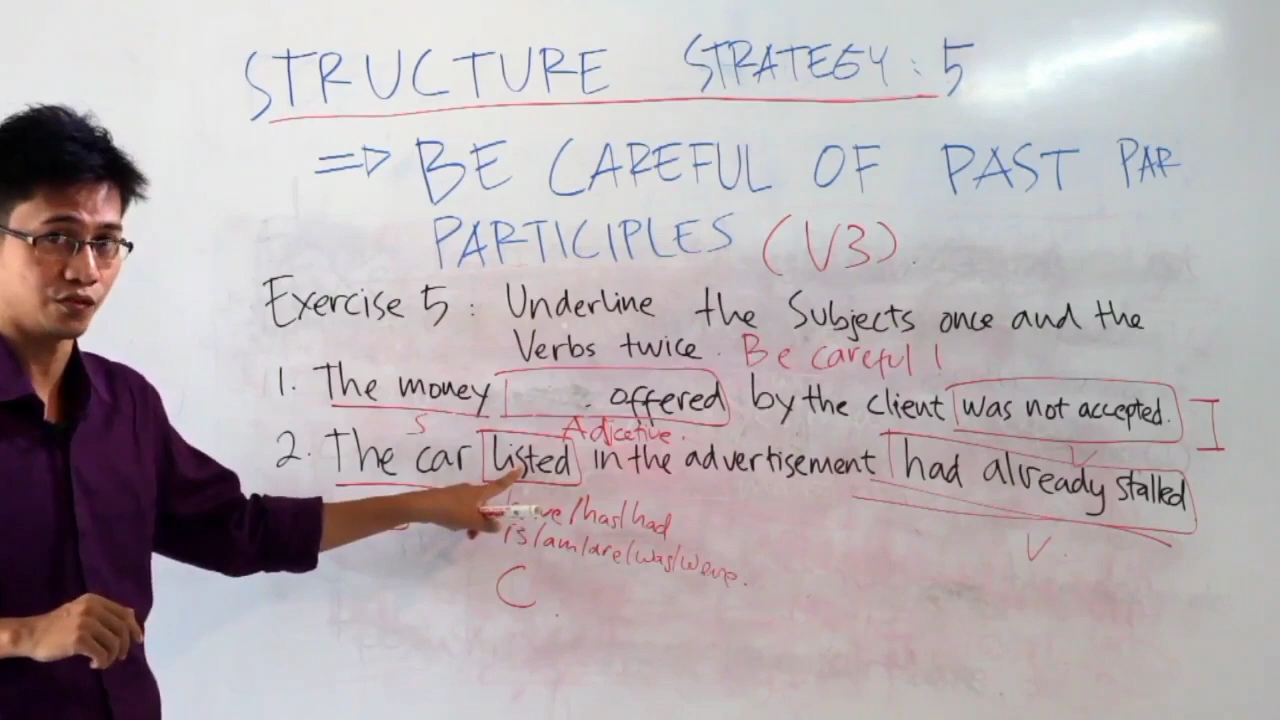 STRUCTURE STRATEGY : 5
⇒ BE CAREFUL OF PAST PAR
PARTICIPLES (V3).
Exercise 5 : Underline the Subjects once and the
Verbs twice. Be careful !
1. The money . offered by the client was not accepted. I
S Adjcetive. V
2. The car listed in the advertisement had already stalled
/has/had V.
is/am/are/was/were.
C